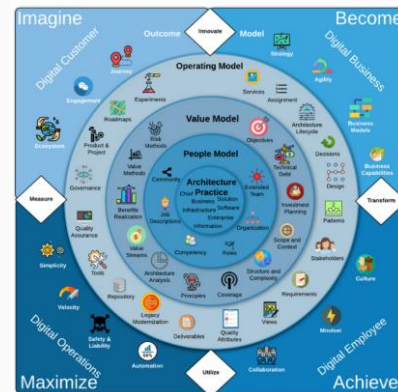 Imagine
Become
Innovate
Outcome
Model
Digital Customer
Digital Business
Strategy
Journey
Operating Model
Agility
Engagement
Experiments
Services
Assignment
Roadmaps
Architecture
Lifecycle
Business
Models
Value Model
Ecosystem
Product &
Project
Risk
Methods
Objectives
Decisions
People Model
Business
Capabilities
Value Methods
Technical
Debt
Governance
Community
Architecture
Practice
Extended
Team
Design
Chief
Solution
Business
Software
Infrastructure
Enterprise
Information
Measure
Transform
Benefits
Realization
Job
Descriptions
Investment
Planning
Patterns
Quality
Assurance
Organization
Value
Streams
Scope and
Context
Stakeholders
Simplicity
Competency
Roles
Tools
Architecture
Analysis
Structure and
Complexity
Culture
Principles
Coverage
Repository
Requirements
Velocity
Legacy
Modernization
Views
Mindset
Deliverables
Quality
Attributes
Safety
& Liability
Automation
Collaboration
Digital Operations
Digital Employee
Utilize
Maximize
Achieve